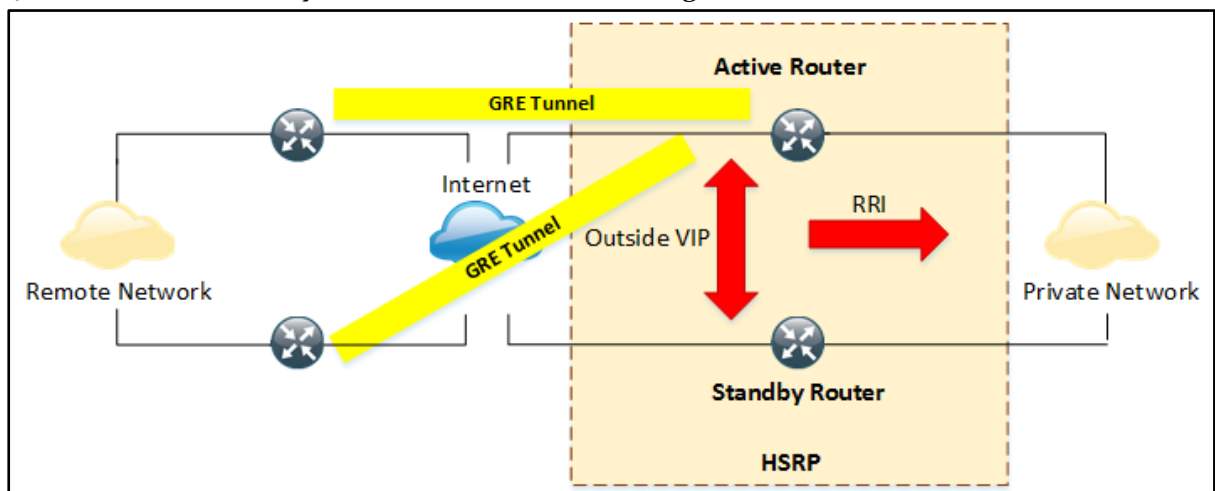 Active Router
GRE Tunnel
Internet
RRI
Outside VIP
GRE Tunnel
Remote Network
Private Network
Standby Router
HSRP